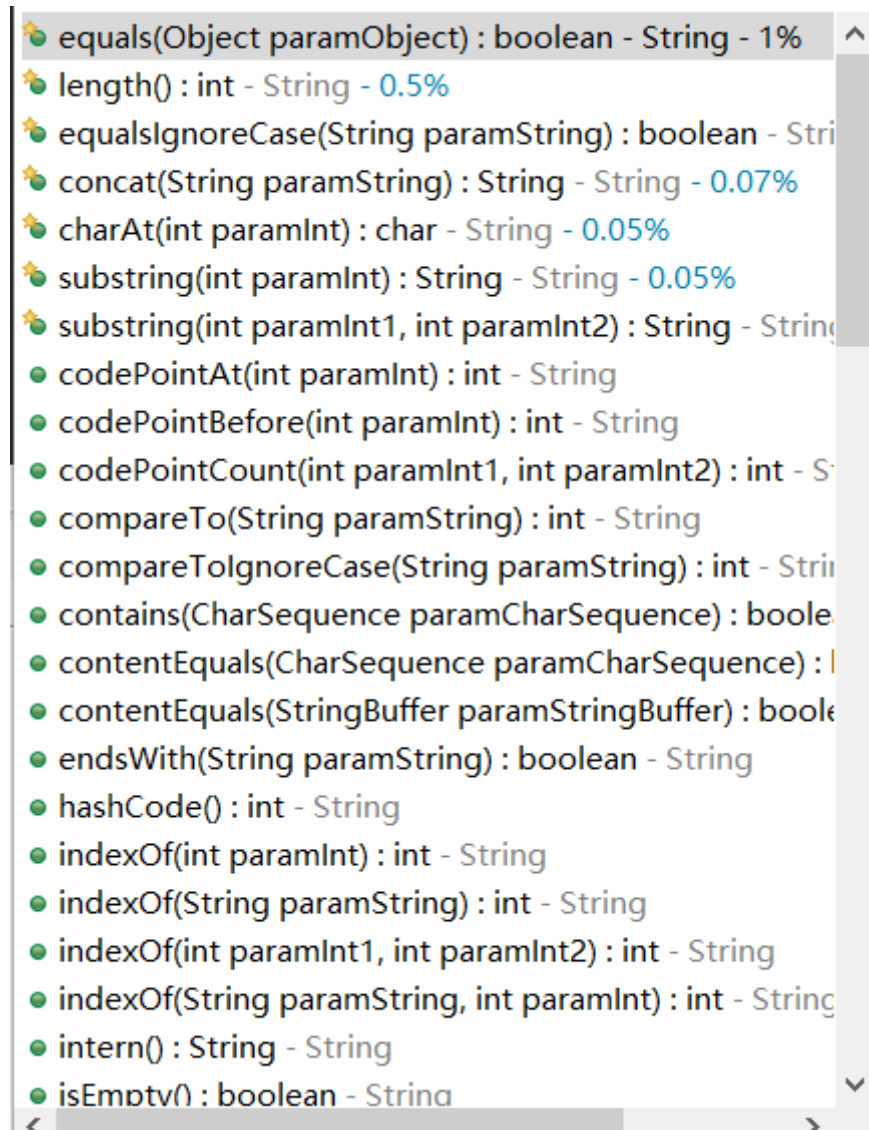 equals(Object paramObject) : boolean - String - 1%
length() : int - String - 0.5%
equalsIgnoreCase(String paramString) : boolean - Stri
concat(String paramString) : String - String - 0.07%
charAt(int paramInt) : char - String - 0.05%
substring(int paramInt) : String - String - 0.05%
substring(int paramInt1, int paramInt2) : String - String
codePointAt(int paramInt) : int - String
codePointBefore(int paramInt) : int - String
codePointCount(int paramInt1, int paramInt2) : int - S
compareTo(String paramString) : int - String
compareToIgnoreCase(String paramString) : int - Stri
contains(CharSequence paramCharSequence) : boole
contentEquals(CharSequence paramCharSequence) :
contentEquals(StringBuffer paramStringBuffer) : boole
endsWith(String paramString) : boolean - String
hashCode() : int - String
indexOf(int paramInt) : int - String
indexOf(String paramString) : int - String
indexOf(int paramInt1, int paramInt2) : int - String
indexOf(String paramString, int paramInt) : int - String
intern() : String - String
isEmpty() : boolean - String